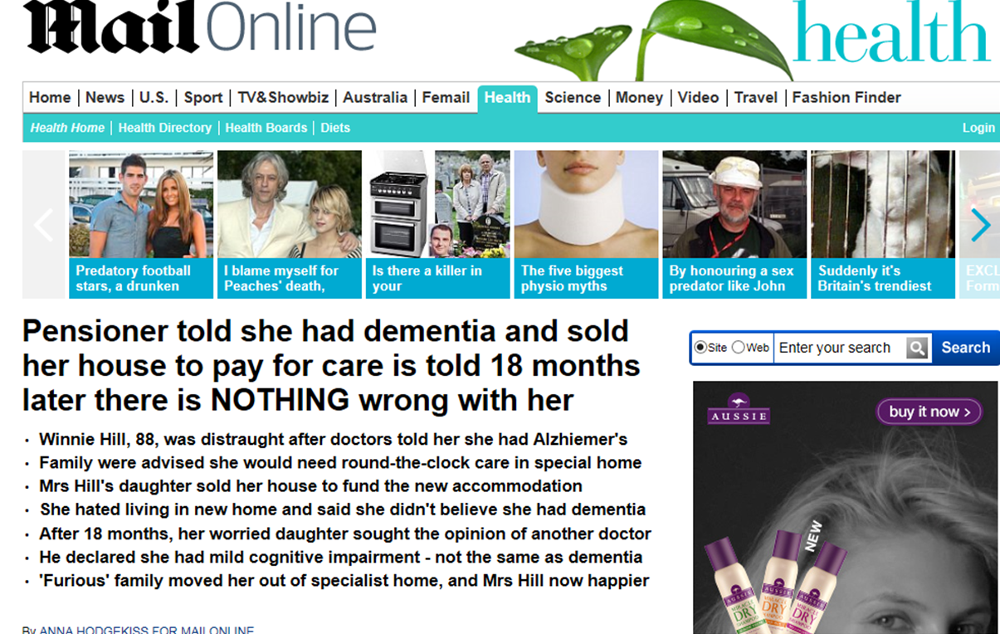 Mail Online
health
Home | News | U.S. | Sport | TV&Showbiz | Australia | Femail | Health | Science | Money | Video | Travel | Fashion Finder
Health Home | Health Directory | Health Boards | Diets
Login
Predatory football
stars, a drunken
I blame myself for
Peaches' death,
Is there a killer in
your
The five biggest
physio myths
By honouring a sex
predator like John
Suddenly it's
Britain's trendiest
EXCL
Form
Pensioner told she had dementia and sold
her house to pay for care is told 18 months
later there is NOTHING wrong with her
· Winnie Hill, 88, was distraught after doctors told her she had Alzhiemer's
· Family were advised she would need round-the-clock care in special home
· Mrs Hill's daughter sold her house to fund the new accommodation
· She hated living in new home and said she didn't believe she had dementia
· After 18 months, her worried daughter sought the opinion of another doctor
· He declared she had mild cognitive impairment - not the same as dementia
· 'Furious' family moved her out of specialist home, and Mrs Hill now happier
By ANNA HODGEKISS FOR MAILONLINE
Site Web Enter your search Search
AUSSIE
buy it now >
NEW
AUSSIE
MIRACLE
DRY
SHAMPOO
AUSSIE
MIRACLE
DRY
AUSSIE
MIRACLE
DRY
SHAMPOO